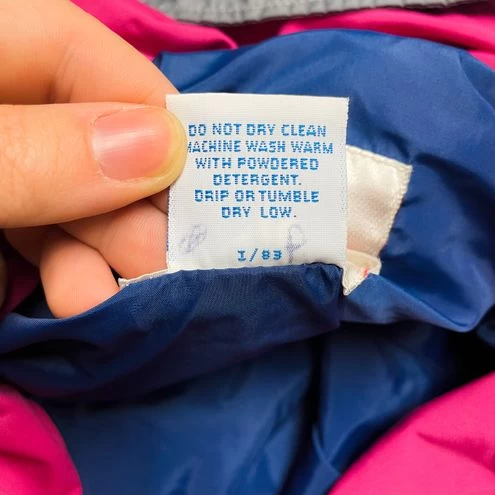 DO NOT DRY CLEAN
MACHINE WASH WARM
WITH POWDERED
DETERGENT.
DRIP OR TUMBLE
DRY LOW.
I/83